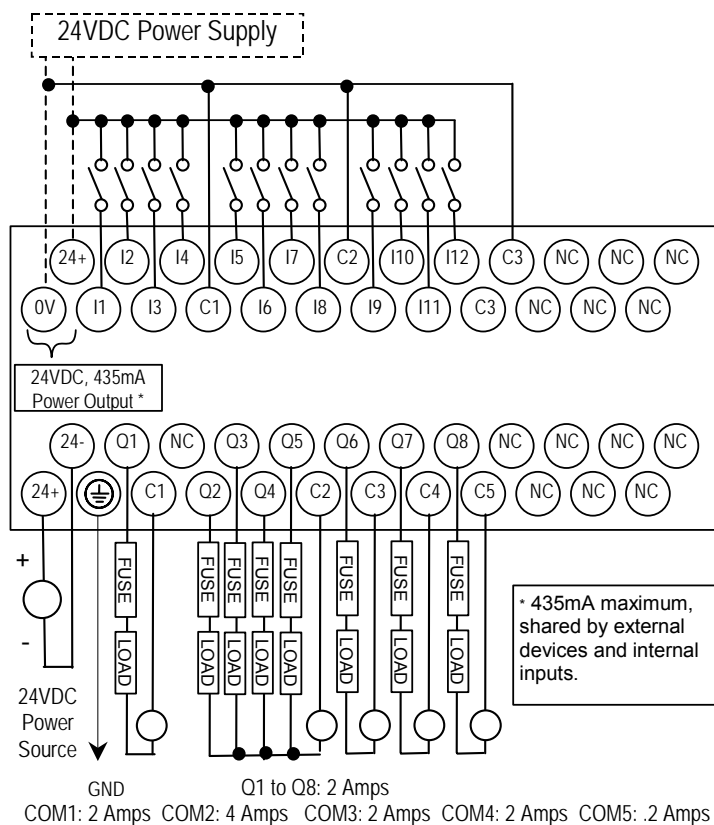 24VDC Power Supply
24+ I2 I4 I5 I7 C2 I10 I12 C3 NC NC NC
0V I1 I3 C1 I6 I8 I9 I11 C3 NC NC NC
24VDC, 435mA
Power Output *
24- Q1 NC Q3 Q5 Q6 Q7 Q8 NC NC NC NC
24+ C1 Q2 Q4 C2 C3 C4 C5 NC NC NC
FUSE FUSE FUSE FUSE FUSE FUSE FUSE FUSE
LOAD LOAD LOAD LOAD LOAD LOAD LOAD LOAD
+
-
24VDC
Power
Source
* 435mA maximum,
shared by external
devices and internal
inputs.
GND
Q1 to Q8: 2 Amps
COM1: 2 Amps COM2: 4 Amps COM3: 2 Amps COM4: 2 Amps COM5: .2 Amps